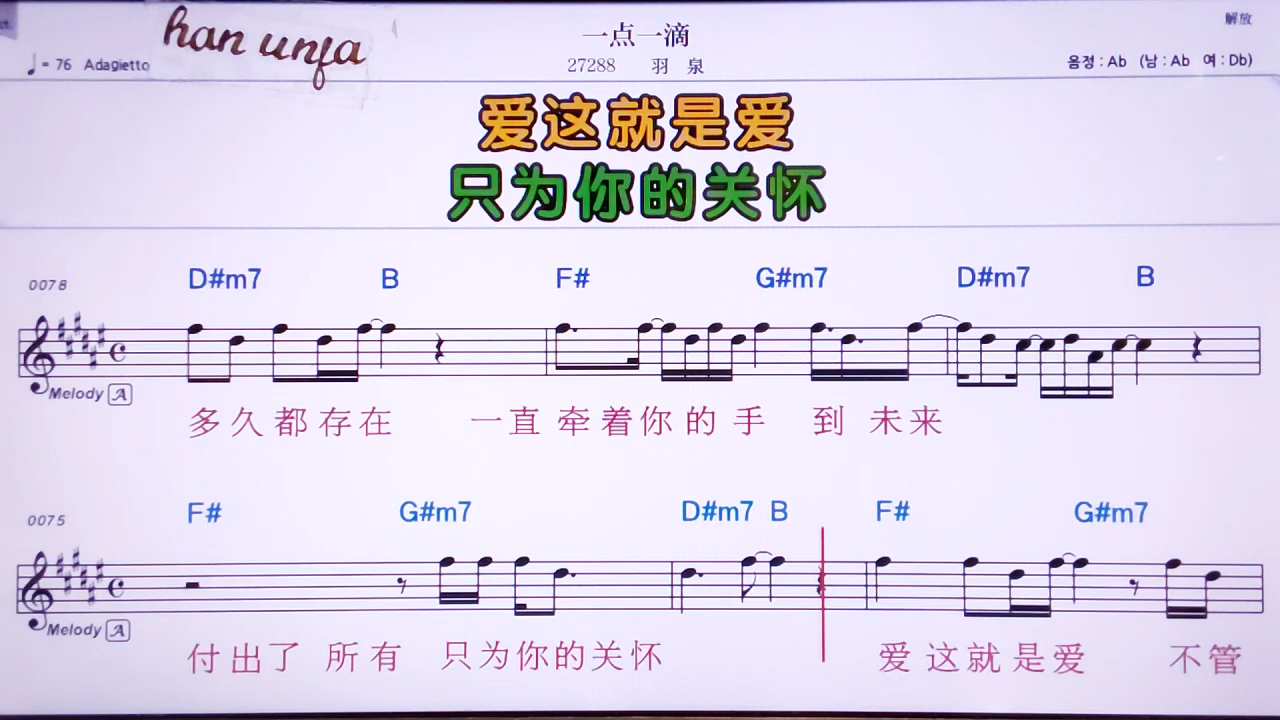 han unfa
一点一滴
解放
♩= 76 Adagietto
27288 羽 泉
음정 : Ab (남 : Ab 여 : Db)
爱这就是爱
只为你的关怀
D#m7 B F# G#m7 D#m7 B
0078
Melody A
多久都存在 一直牵着你的手 到 未来
F# G#m7 D#m7 B F# G#m7
0075
Melody A
付出了 所有 只为你的关怀 爱这就是爱 不管